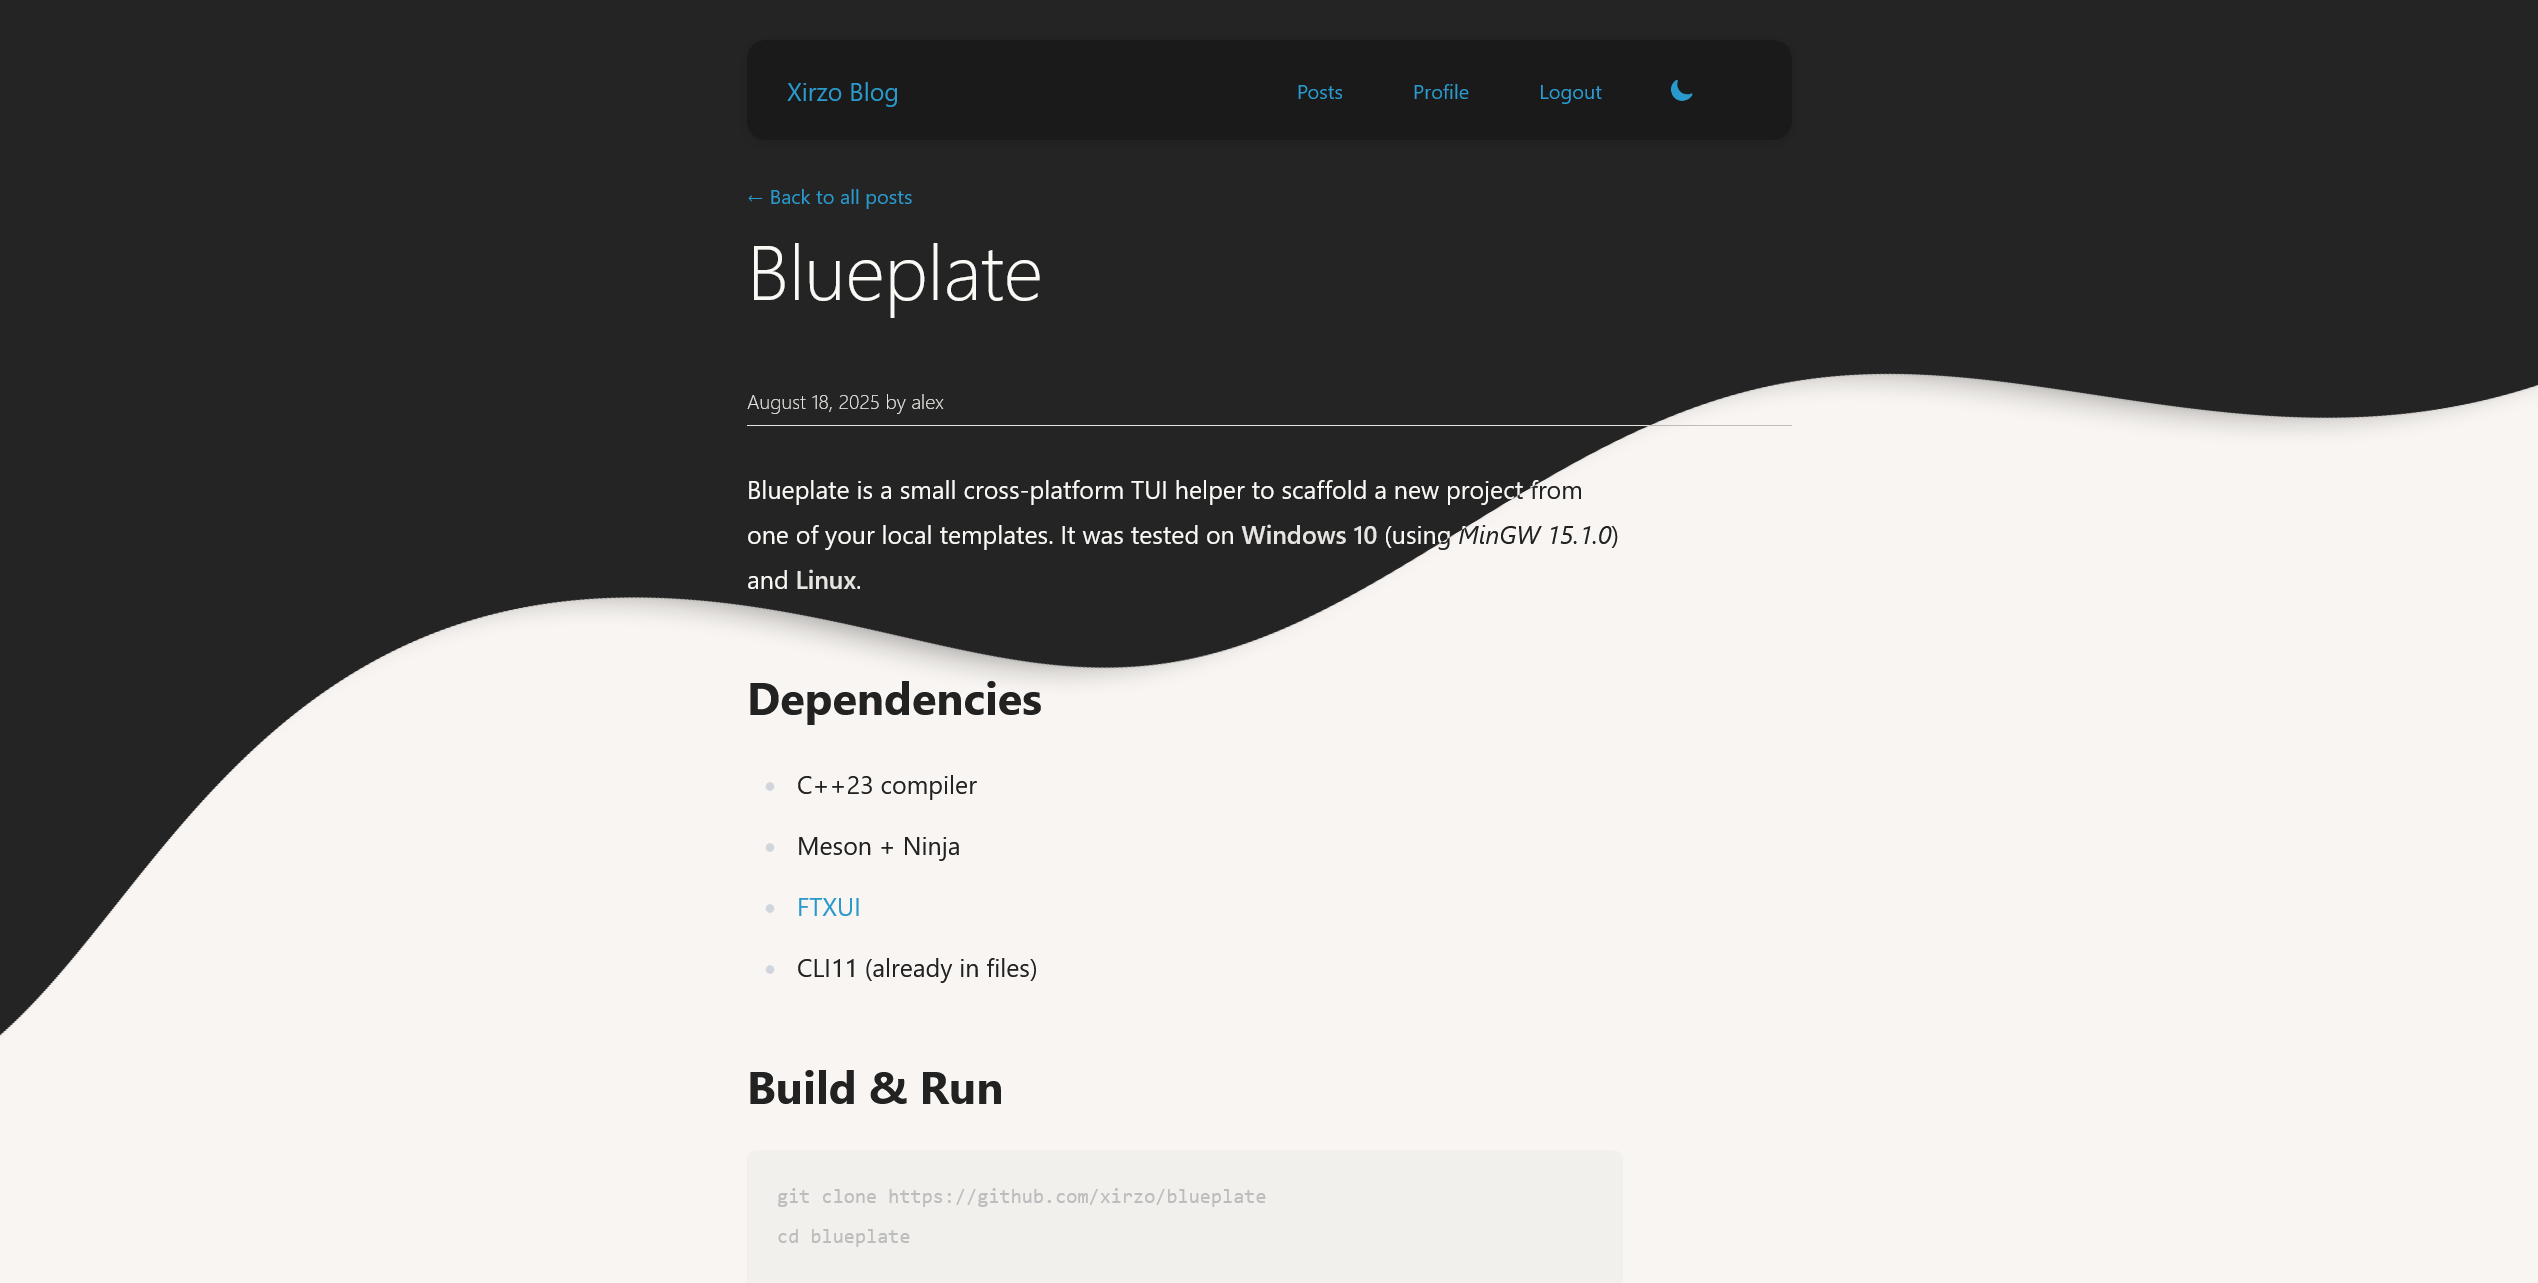 Xirzo Blog
Posts
Profile
Logout
← Back to all posts
Blueplate
August 18, 2025 by alex
Blueplate is a small cross-platform TUI helper to scaffold a new project from
one of your local templates. It was tested on Windows 10 (using MinGW 15.1.0)
and Linux.
Dependencies
C++23 compiler
Meson + Ninja
FTXUI
CLI11 (already in files)
Build & Run
git clone https://github.com/xirzo/blueplate
cd blueplate